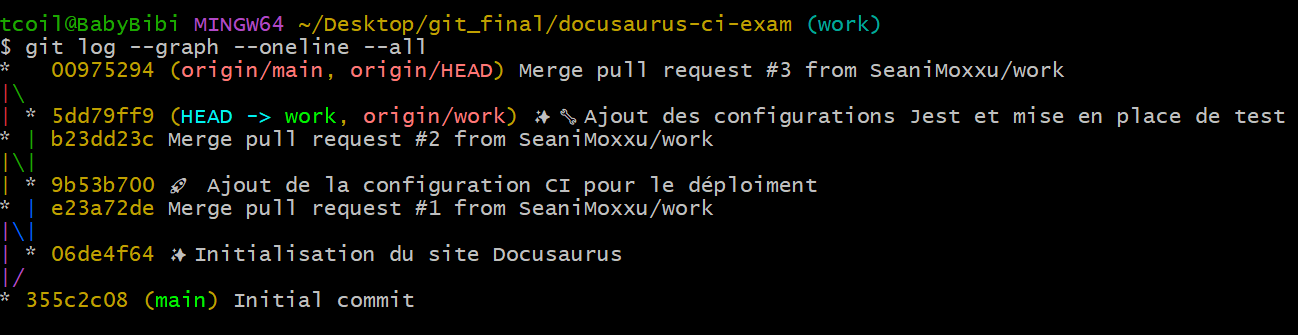 tcoil@BabyBibi MINGW64 ~/Desktop/git_final/docusaurus-ci-exam (work)
$ git log --graph --oneline --all
*   00975294 (origin/main, origin/HEAD) Merge pull request #3 from SeaniMoxxu/work
|\
| * 5dd79ff9 (HEAD -> work, origin/work) ✨🔧Ajout des configurations Jest et mise en place de test
* | b23dd23c Merge pull request #2 from SeaniMoxxu/work
|\|
| * 9b53b700 🚀 Ajout de la configuration CI pour le déploiment
* | e23a72de Merge pull request #1 from SeaniMoxxu/work
|\|
| * 06de4f64 ✨Initialisation du site Docusaurus
|/
* 355c2c08 (main) Initial commit